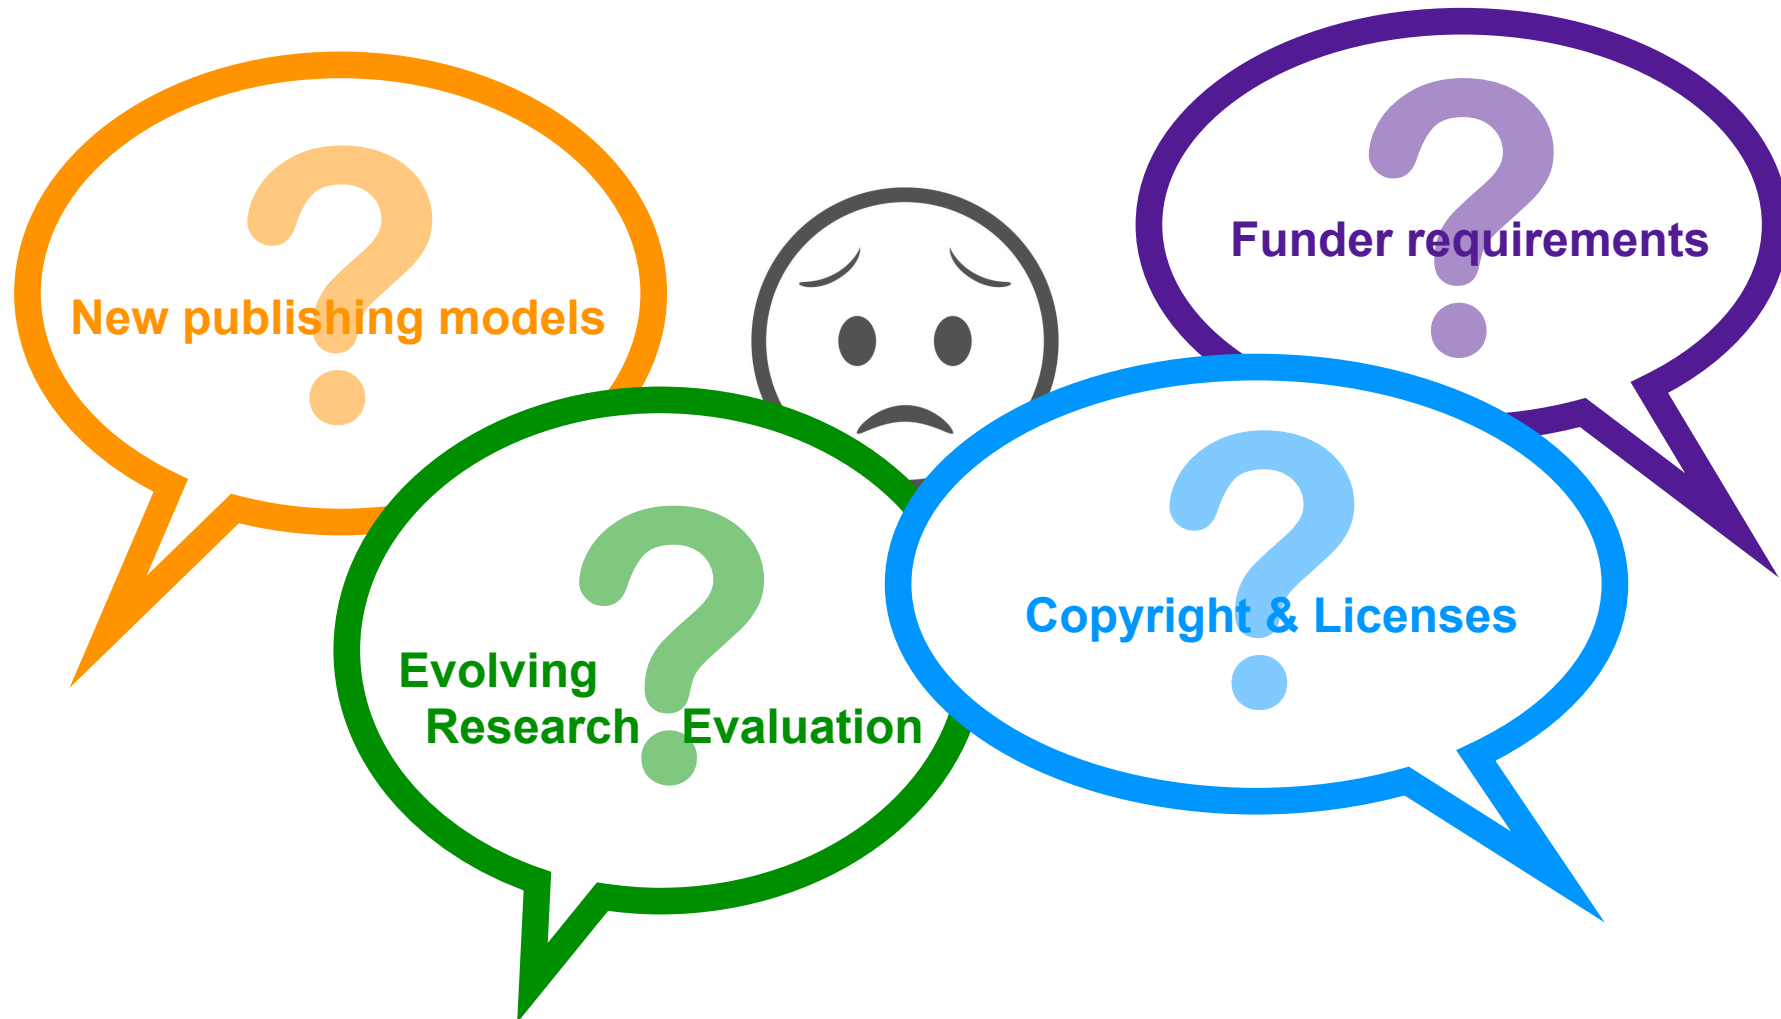 New publishing models
?
Funder requirements
?
Evolving
Research Evaluation
?
Copyright & Licenses
?